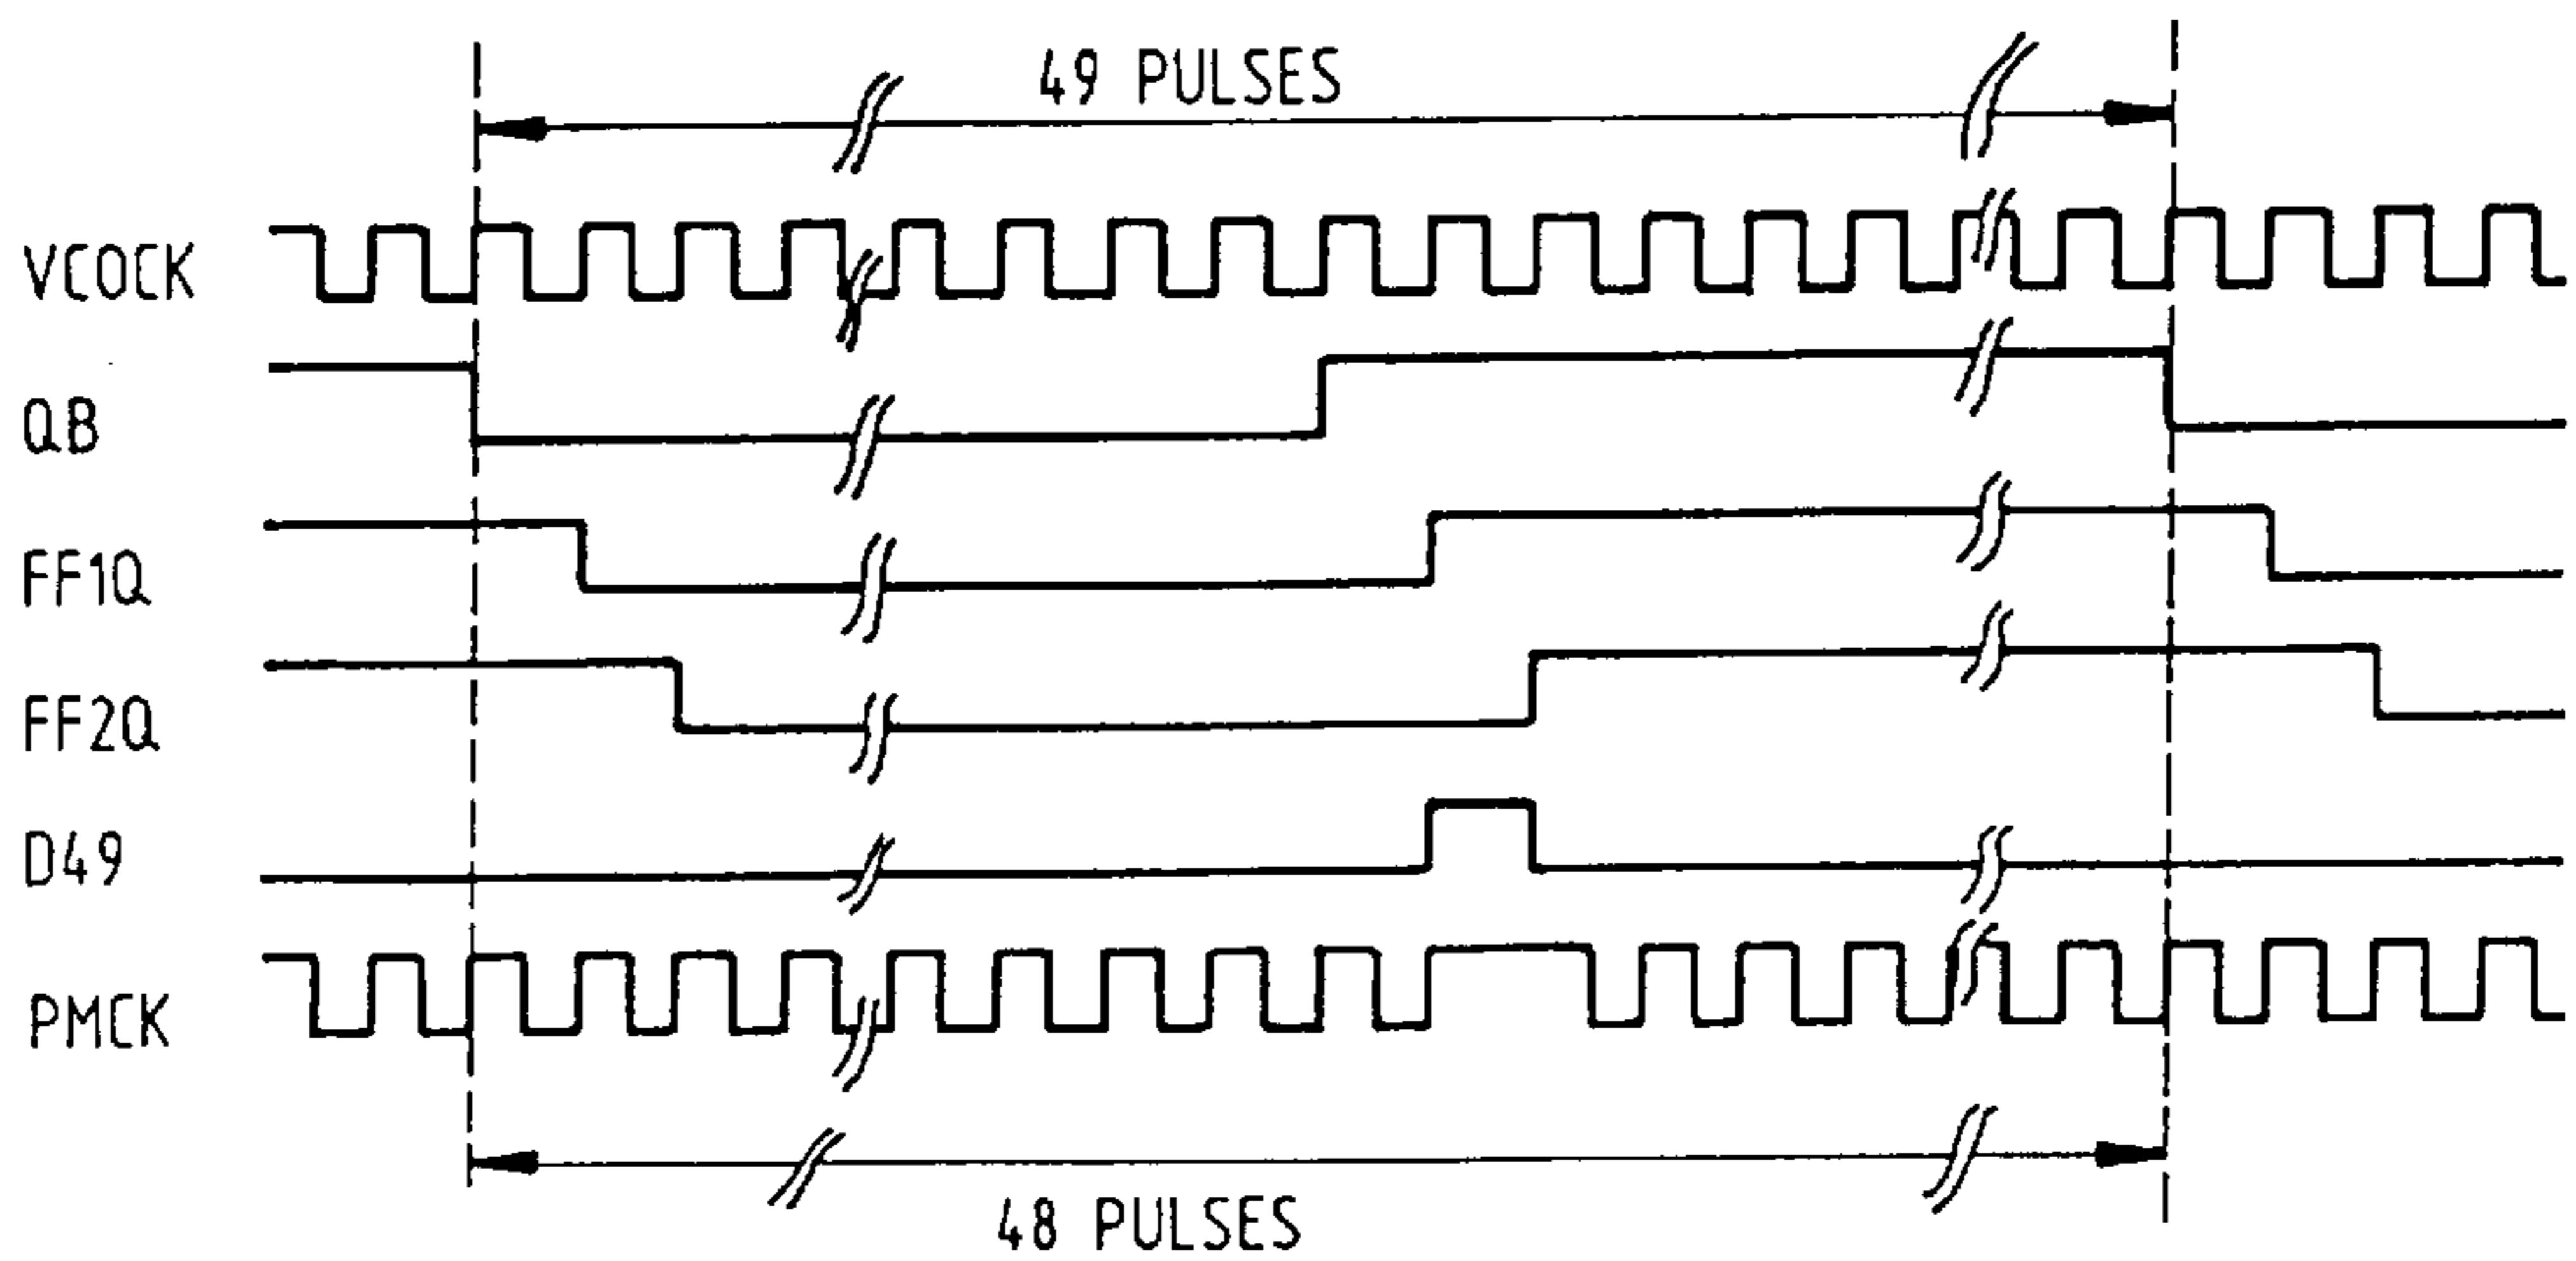 49 PULSES
VCOCK
QB
FF1Q
FF2Q
D49
PMCK
48 PULSES